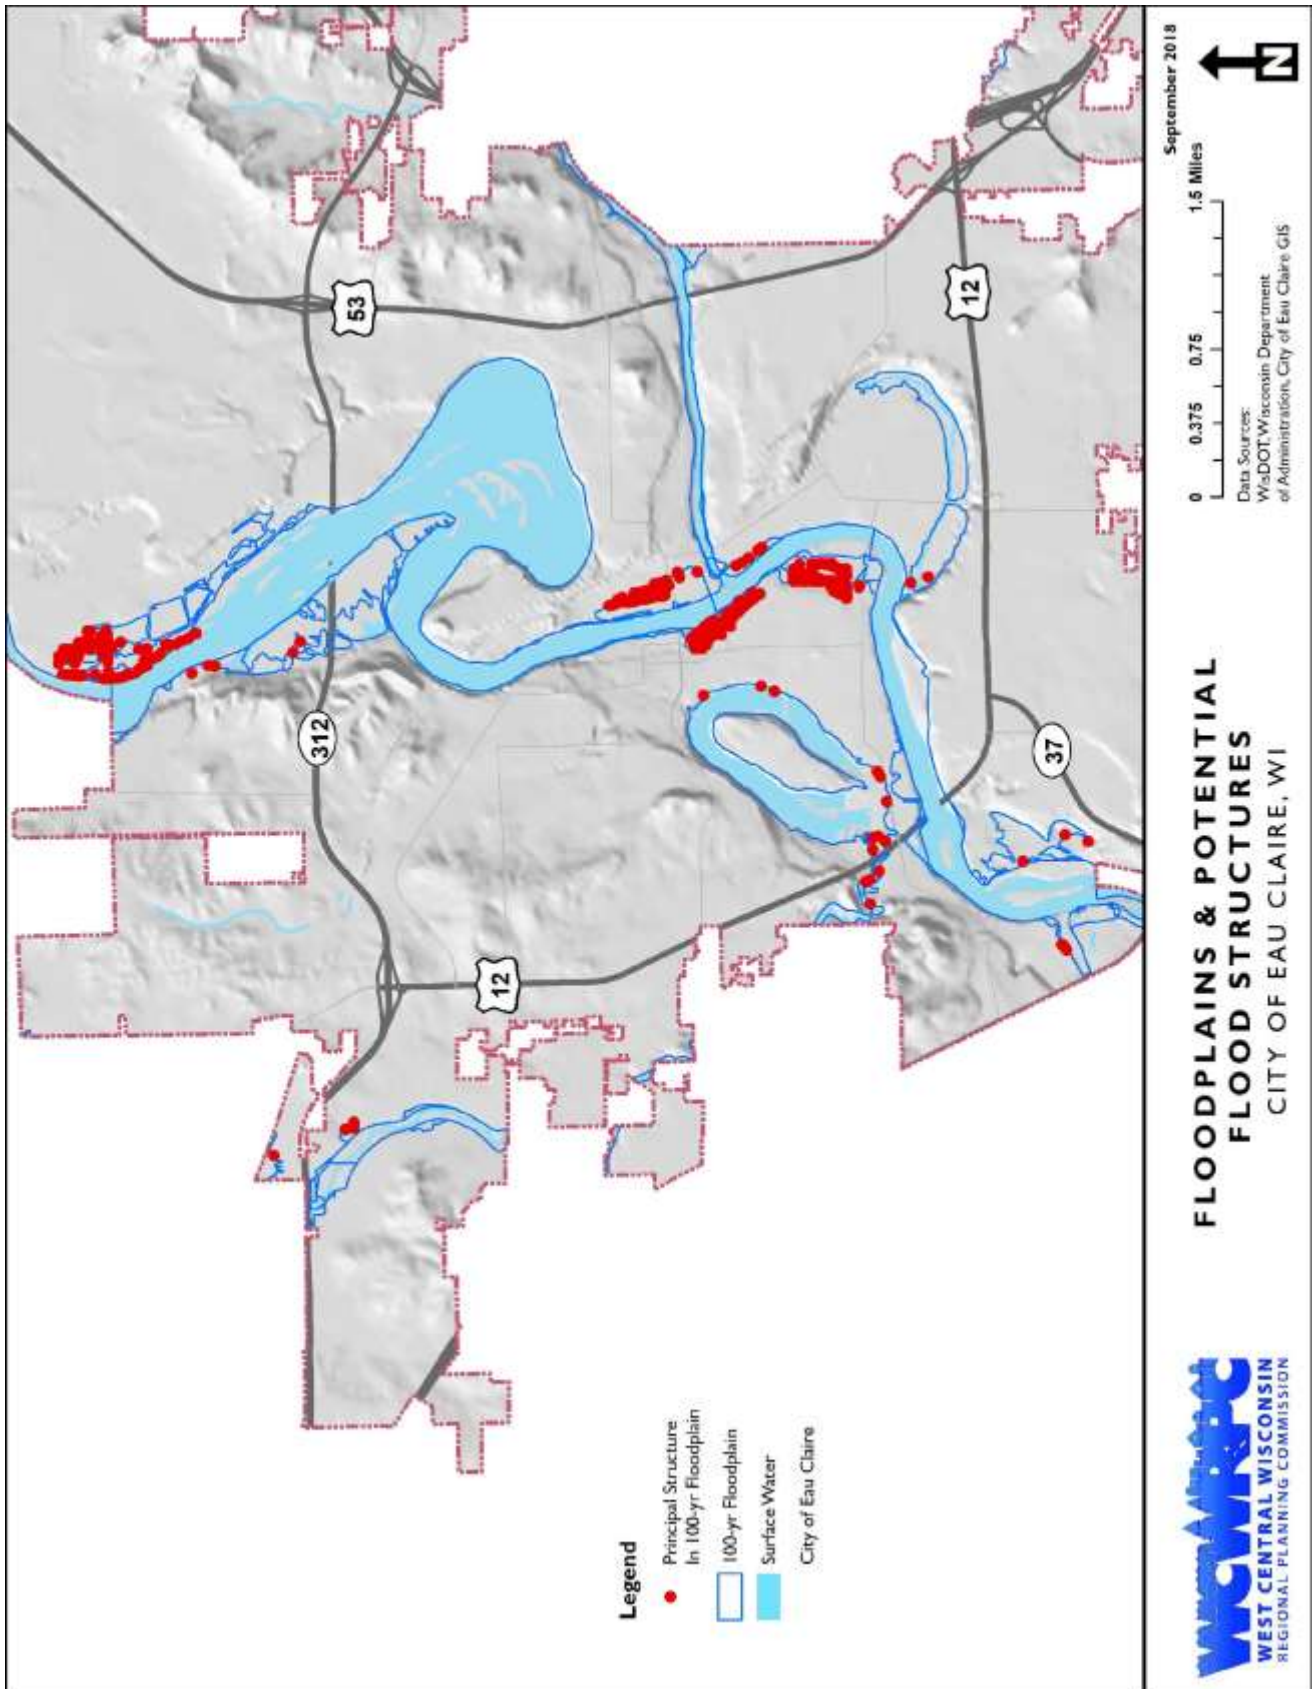 312
53
12
12
37
Legend
Principal Structure
In 100-yr Floodplain
100-yr Floodplain
Surface Water
City of Eau Claire
WCWRPC
WEST CENTRAL WISCONSIN
REGIONAL PLANNING COMMISSION
FLOODPLAINS & POTENTIAL
FLOOD STRUCTURES
CITY OF EAU CLAIRE, WI
0 0.375 0.75 1.5 Miles
Data Sources:
WisDOT, Wisconsin Department
of Administration, City of Eau Claire GIS
September 2018
N